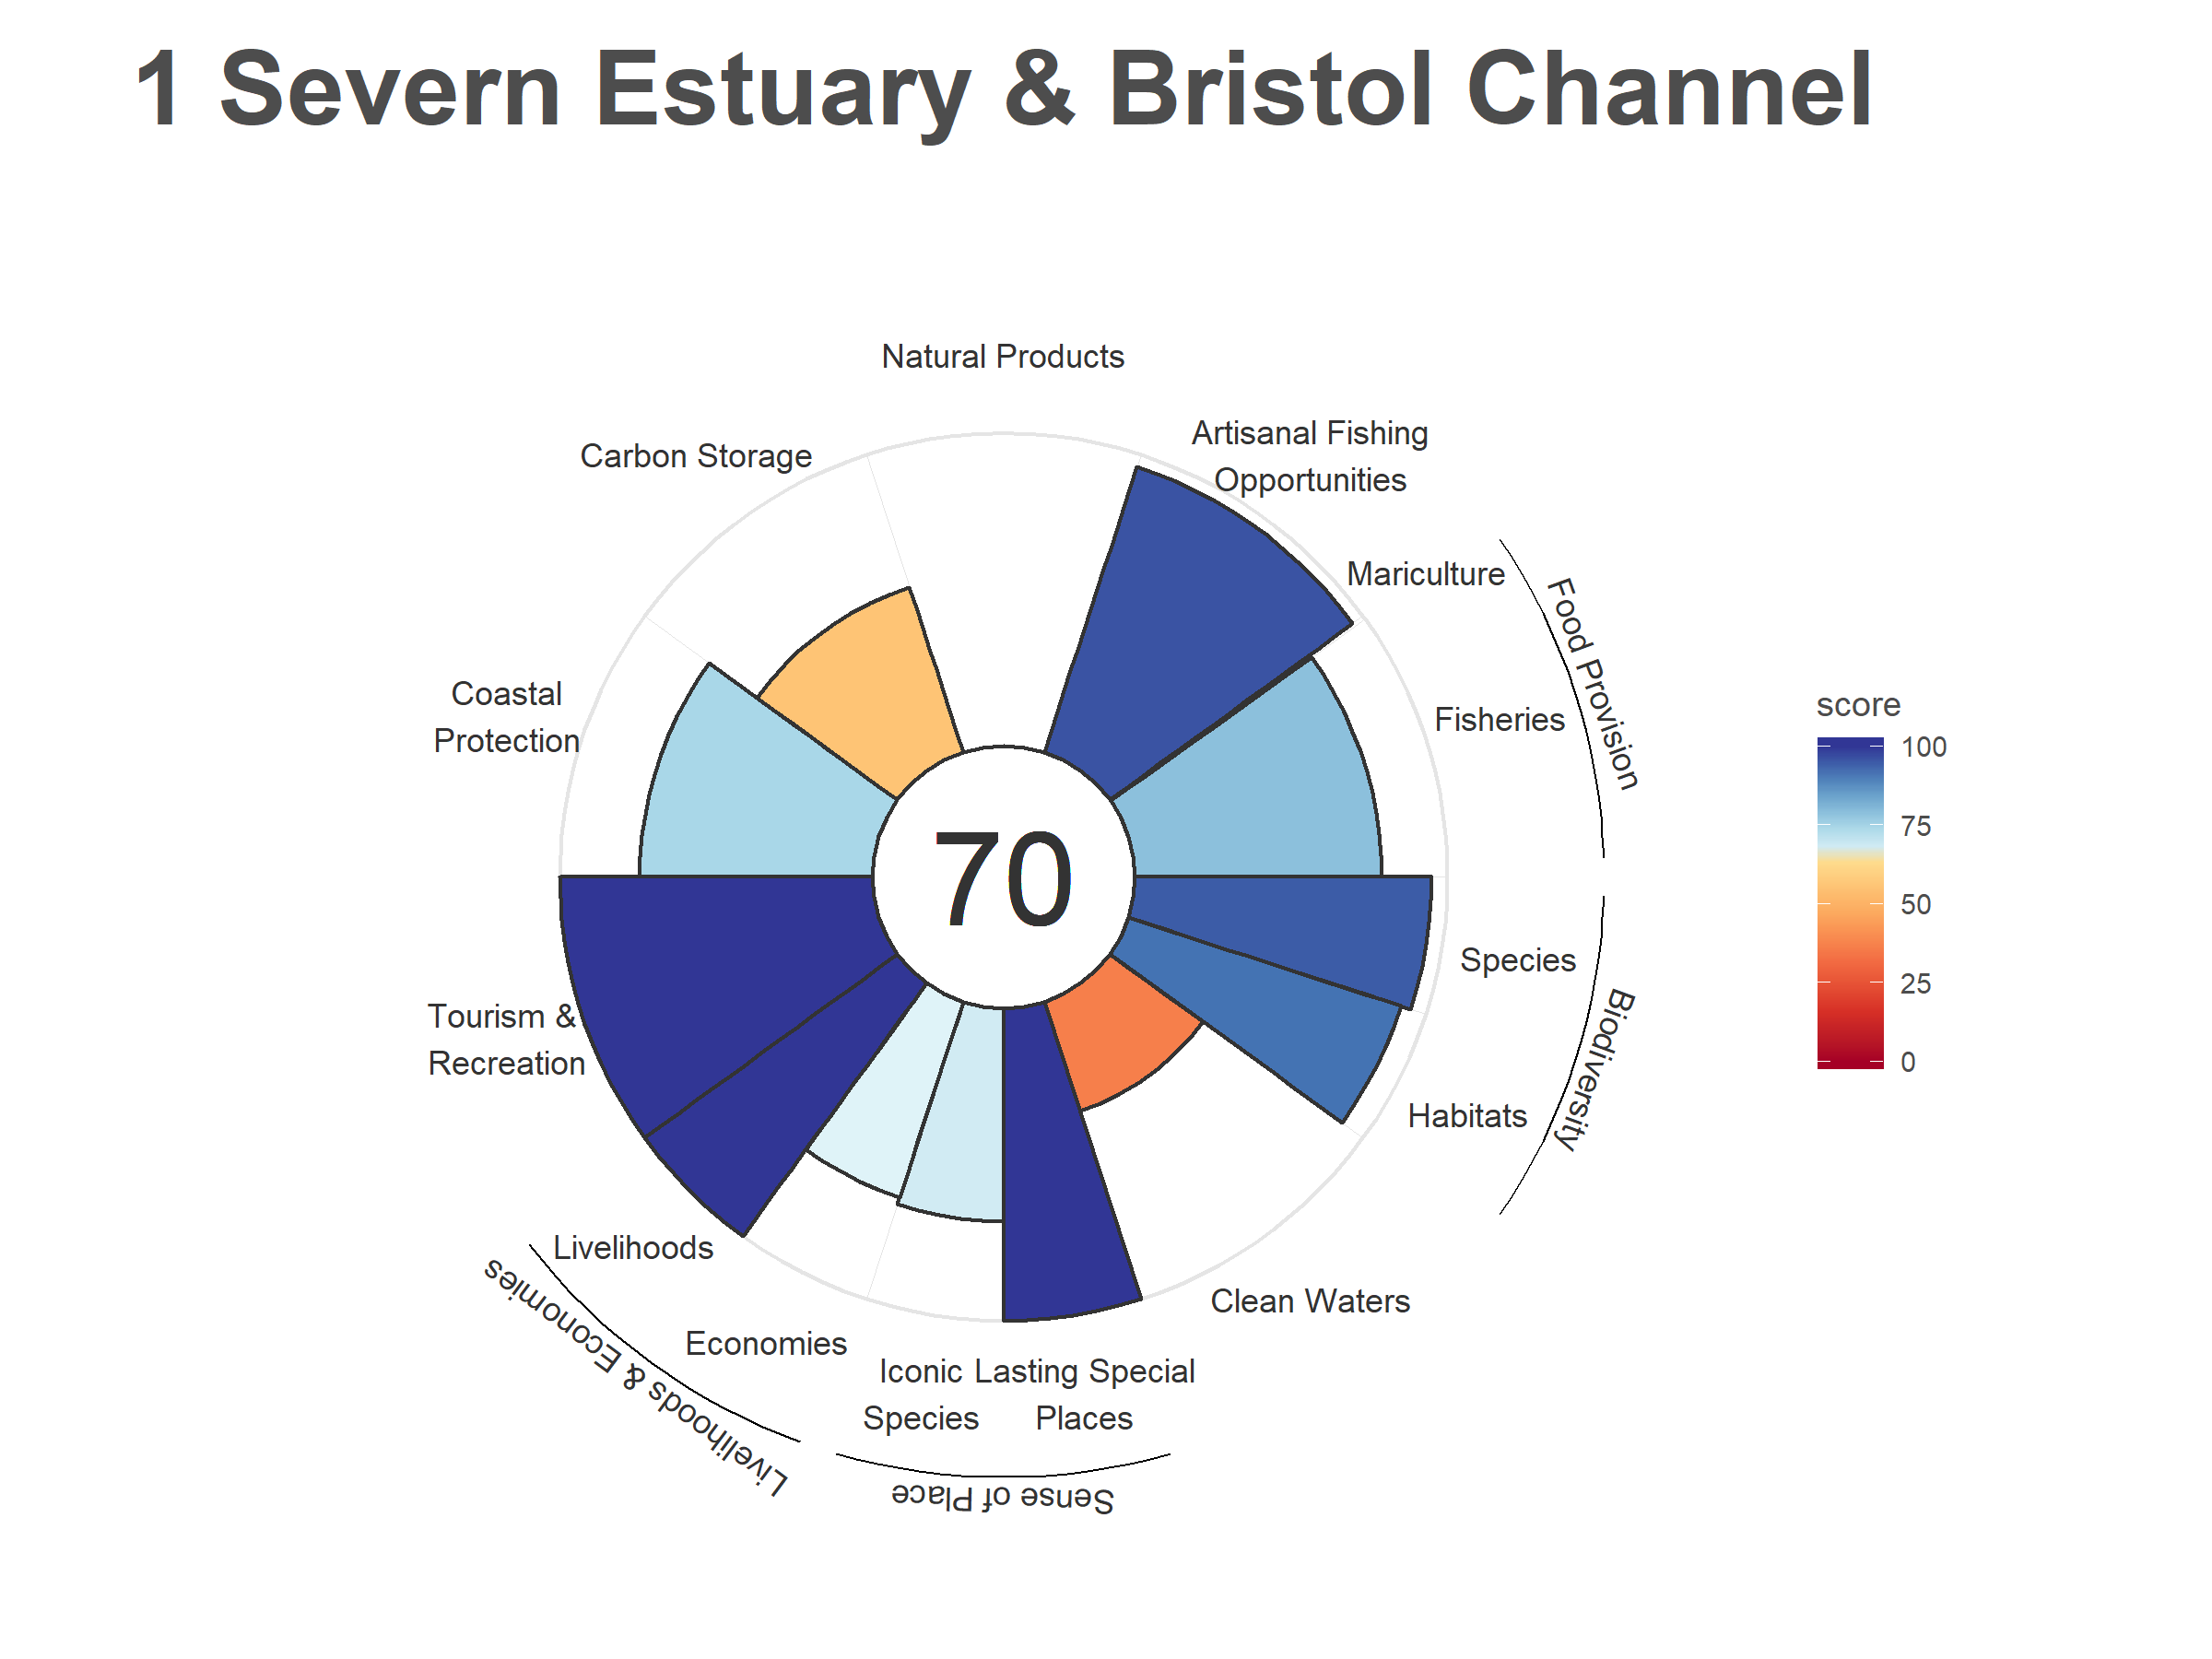 1 Severn Estuary & Bristol Channel
Natural Products
Artisanal Fishing
Opportunities
Carbon Storage
Mariculture
Food Provision
Fisheries
Coastal
Protection
70
score
100
75
50
25
0
Species
Biodiversity
Tourism &
Recreation
Habitats
Livelihoods
Clean Waters
Economies
Livelihoods & Economies
Iconic
Species
Lasting Special
Places
Sense of Place